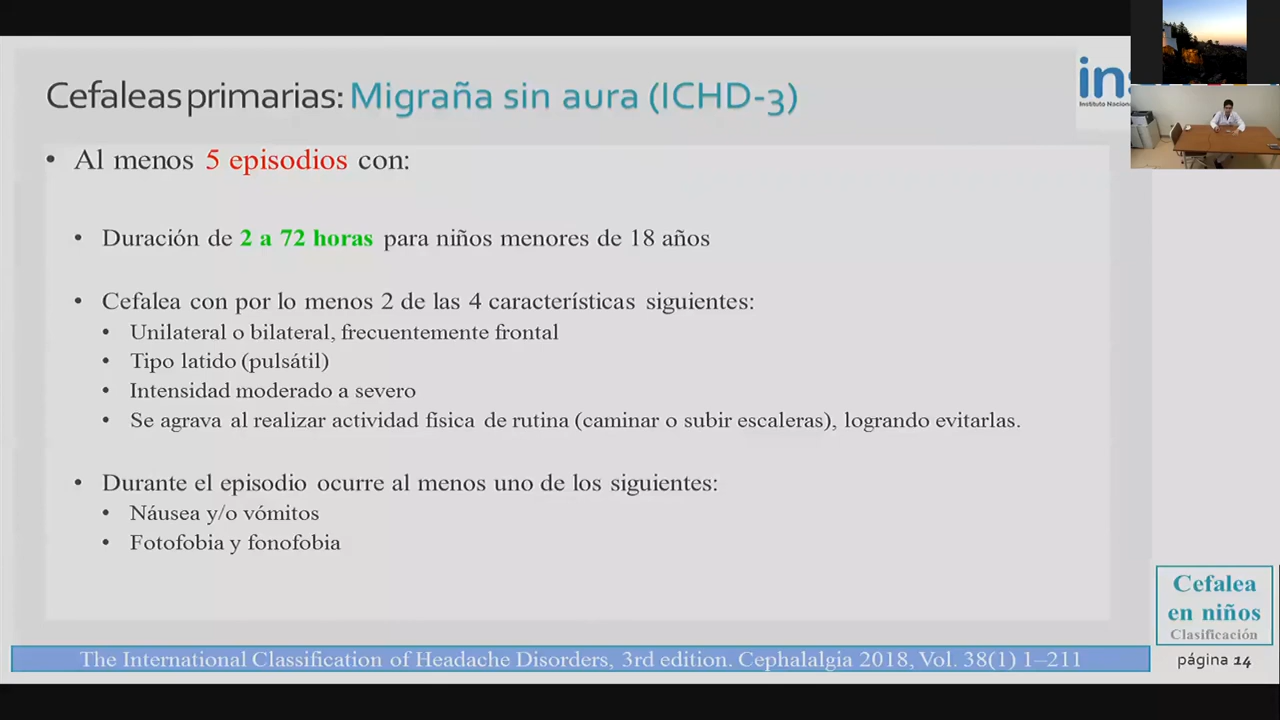 Cefaleas primarias: Migraña sin aura (ICHD-3)
• Al menos 5 episodios con:
• Duración de 2 a 72 horas para niños menores de 18 años
• Cefalea con por lo menos 2 de las 4 características siguientes:
• Unilateral o bilateral, frecuentemente frontal
• Tipo latido (pulsátil)
• Intensidad moderado a severo
• Se agrava al realizar actividad física de rutina (caminar o subir escaleras), logrando evitarlas.
• Durante el episodio ocurre al menos uno de los siguientes:
• Náusea y/o vómitos
• Fotofobia y fonofobia
Cefalea
en niños
Clasificación
The International Classification of Headache Disorders, 3rd edition. Cephalalgia 2018, Vol. 38(1) 1–211
página 14